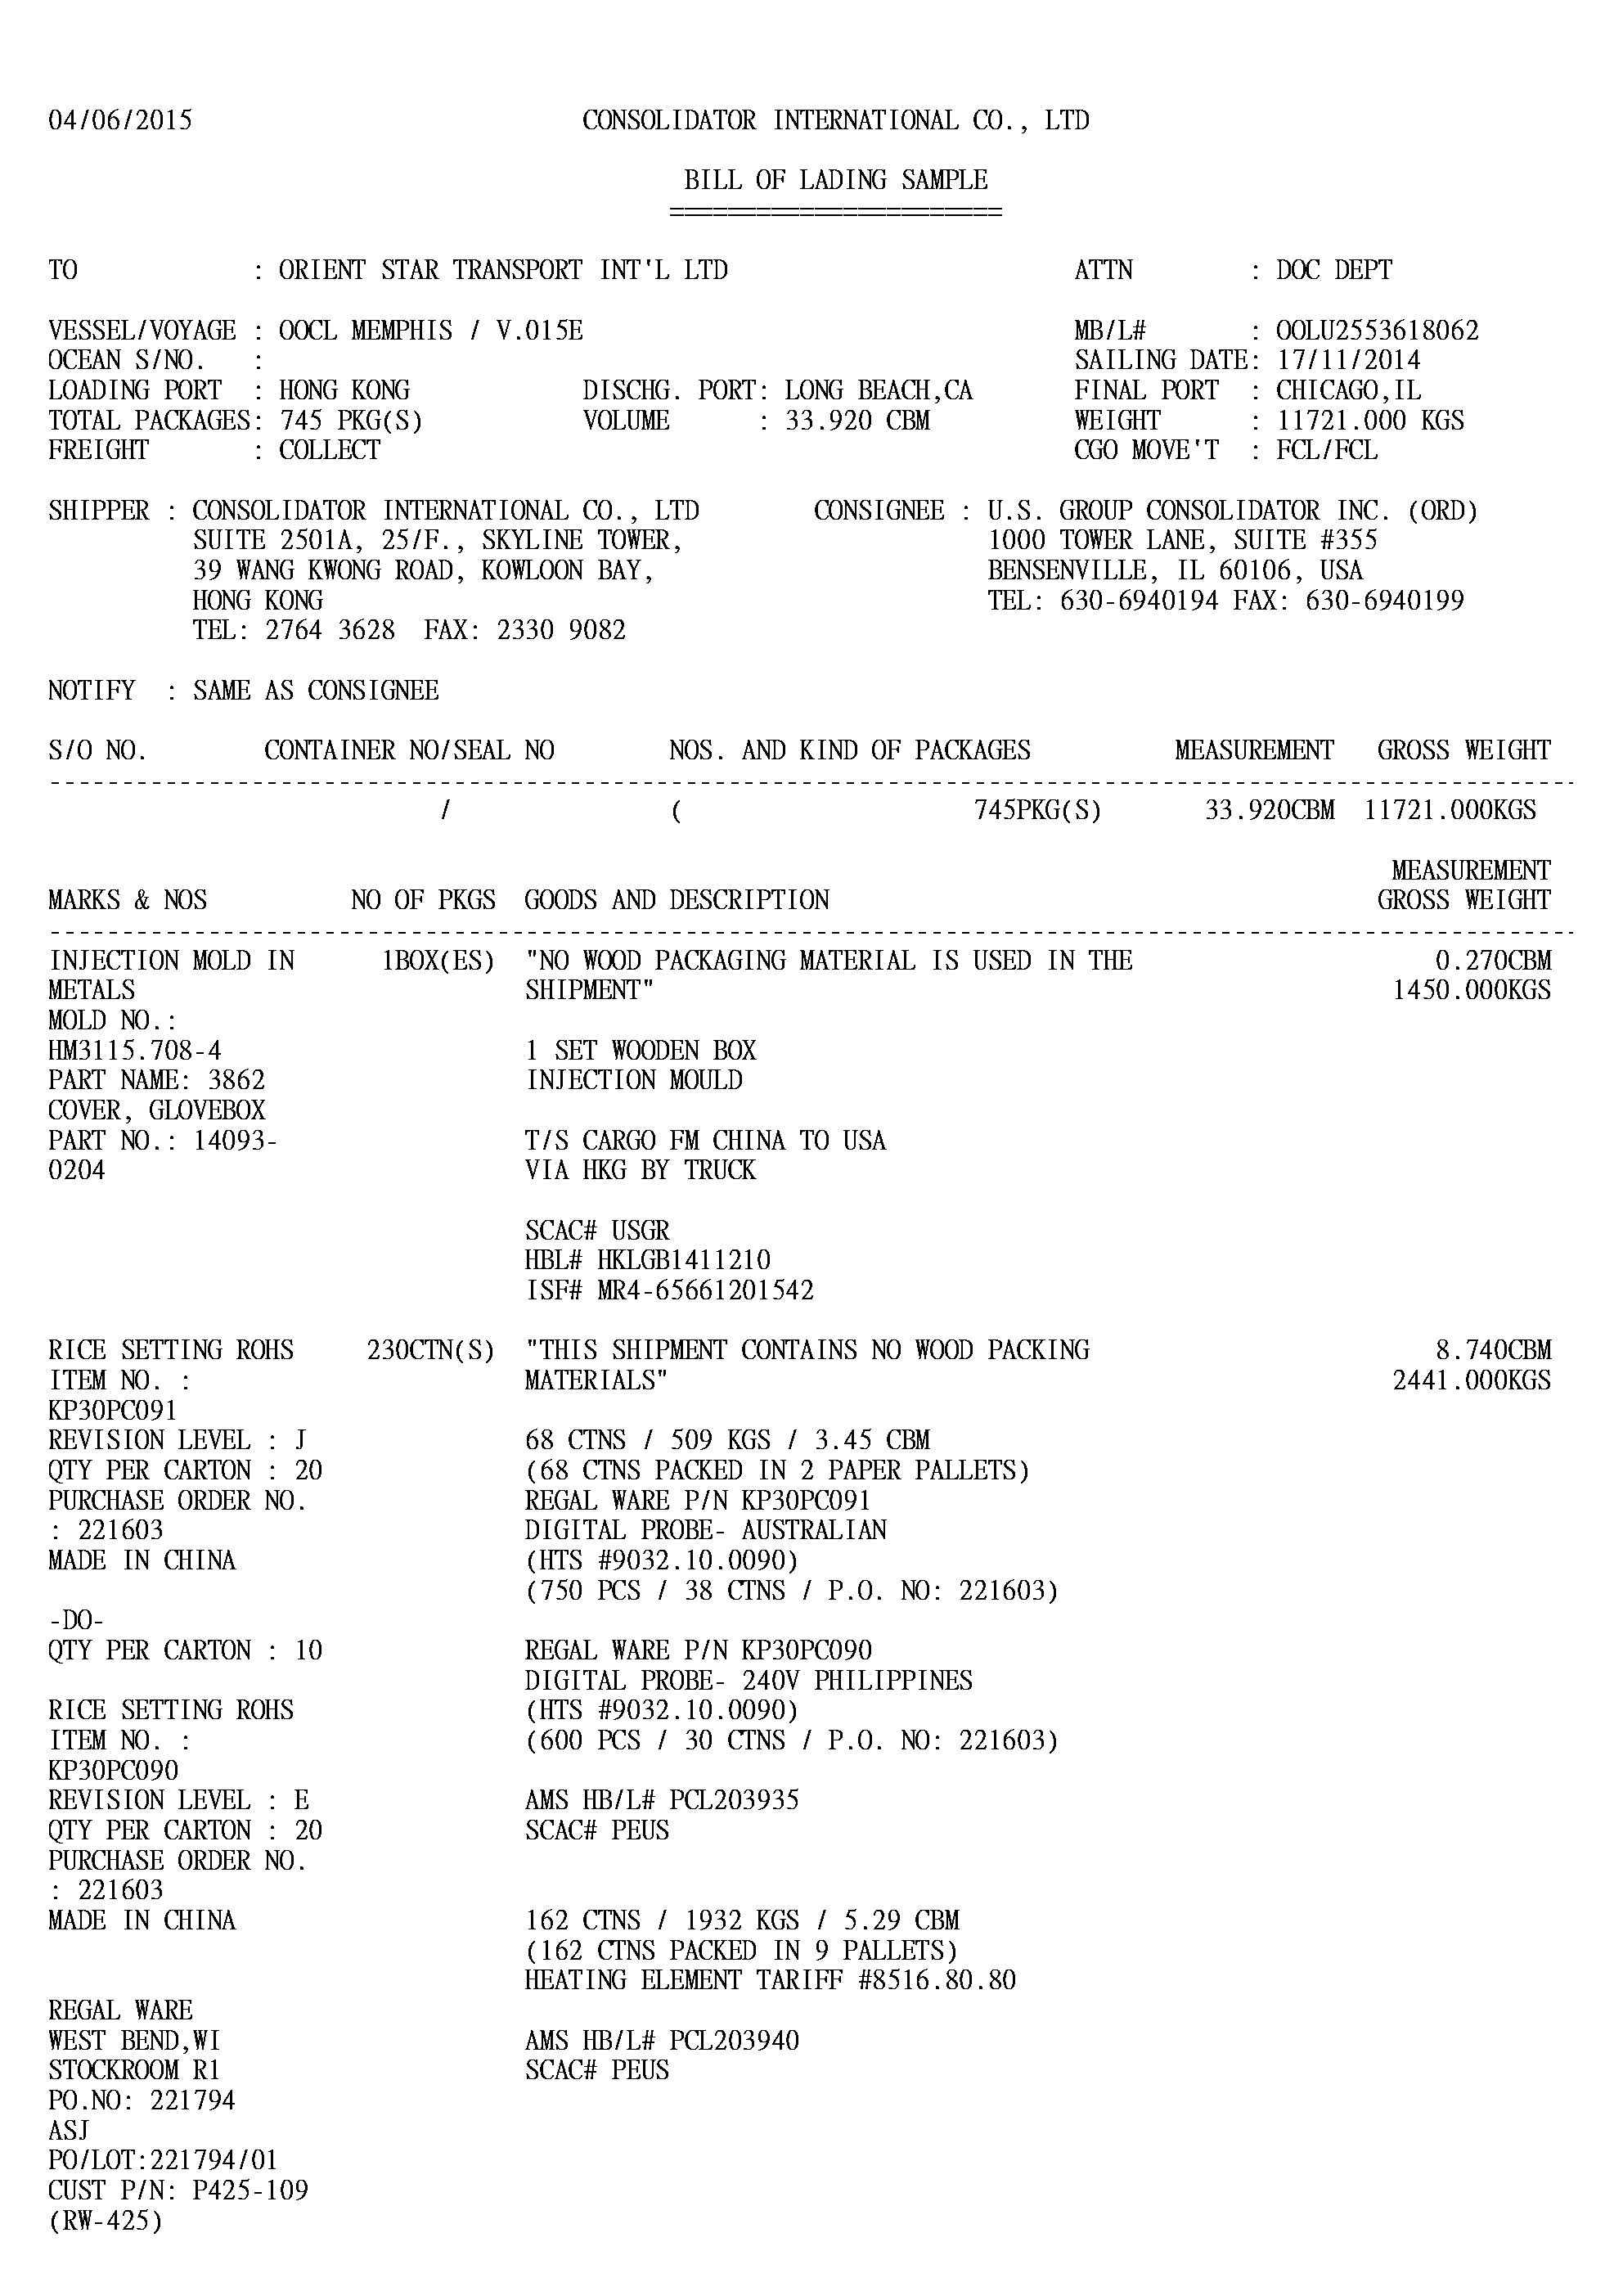 04/06/2015 CONSOLIDATOR INTERNATIONAL CO., LTD
BILL OF LADING SAMPLE
=======================
TO : ORIENT STAR TRANSPORT INT'L LTD ATTN : DOC DEPT
VESSEL/VOYAGE : OOCL MEMPHIS / V.015E MB/L# : OOLU2553618062
OCEAN S/NO. : SAILING DATE: 17/11/2014
LOADING PORT : HONG KONG DISCHG. PORT: LONG BEACH,CA FINAL PORT : CHICAGO,IL
TOTAL PACKAGES: 745 PKG(S) VOLUME : 33.920 CBM WEIGHT : 11721.000 KGS
FREIGHT : COLLECT CGO MOVE'T : FCL/FCL
SHIPPER : CONSOLIDATOR INTERNATIONAL CO., LTD CONSIGNEE : U.S. GROUP CONSOLIDATOR INC. (ORD)
SUITE 2501A, 25/F., SKYLINE TOWER, 1000 TOWER LANE, SUITE #355
39 WANG KWONG ROAD, KOWLOON BAY, BENSENVILLE, IL 60106, USA
HONG KONG TEL: 630-6940194 FAX: 630-6940199
TEL: 2764 3628 FAX: 2330 9082
NOTIFY : SAME AS CONSIGNEE
S/O NO. CONTAINER NO/SEAL NO NOS. AND KIND OF PACKAGES MEASUREMENT GROSS WEIGHT
/ ( 745PKG(S) 33.920CBM 11721.000KGS
MEASUREMENT
MARKS & NOS NO OF PKGS GOODS AND DESCRIPTION GROSS WEIGHT
INJECTION MOLD IN 1BOX(ES) "NO WOOD PACKAGING MATERIAL IS USED IN THE 0.270CBM
METALS SHIPMENT" 1450.000KGS
MOLD NO.:
HM3115.708-4 1 SET WOODEN BOX
PART NAME: 3862 INJECTION MOULD
COVER, GLOVEBOX
PART NO.: 14093- T/S CARGO FM CHINA TO USA
0204 VIA HKG BY TRUCK
SCAC# USGR
HBL# HKLGB1411210
ISF# MR4-65661201542
RICE SETTING ROHS 230CTN(S) "THIS SHIPMENT CONTAINS NO WOOD PACKING 8.740CBM
ITEM NO. : MATERIALS" 2441.000KGS
KP30PC091
REVISION LEVEL : J 68 CTNS / 509 KGS / 3.45 CBM
QTY PER CARTON : 20 (68 CTNS PACKED IN 2 PAPER PALLETS)
PURCHASE ORDER NO. REGAL WARE P/N KP30PC091
: 221603 DIGITAL PROBE- AUSTRALIAN
MADE IN CHINA (HTS #9032.10.0090)
(750 PCS / 38 CTNS / P.O. NO: 221603)
-DO-
QTY PER CARTON : 10 REGAL WARE P/N KP30PC090
DIGITAL PROBE- 240V PHILIPPINES
RICE SETTING ROHS (HTS #9032.10.0090)
ITEM NO. : (600 PCS / 30 CTNS / P.O. NO: 221603)
KP30PC090
REVISION LEVEL : E AMS HB/L# PCL203935
QTY PER CARTON : 20 SCAC# PEUS
PURCHASE ORDER NO.
: 221603
MADE IN CHINA 162 CTNS / 1932 KGS / 5.29 CBM
(162 CTNS PACKED IN 9 PALLETS)
HEATING ELEMENT TARIFF #8516.80.80
REGAL WARE
WEST BEND,WI AMS HB/L# PCL203940
STOCKROOM R1 SCAC# PEUS
PO.NO: 221794
ASJ
PO/LOT:221794/01
CUST P/N: P425-109
(RW-425)